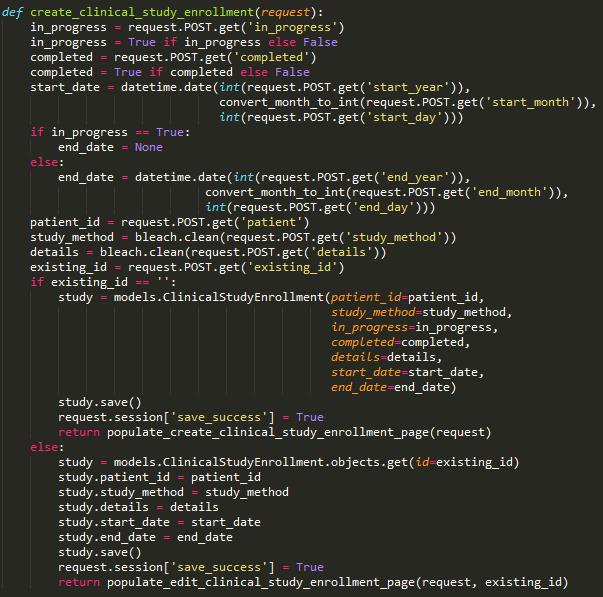 def create_clinical_study_enrollment(request):
    in_progress = request.POST.get('in_progress')
    in_progress = True if in_progress else False
    completed = request.POST.get('completed')
    completed = True if completed else False
    start_date = datetime.date(int(request.POST.get('start_year')),
                               convert_month_to_int(request.POST.get('start_month')),
                               int(request.POST.get('start_day')))
    if in_progress == True:
        end_date = None
    else:
        end_date = datetime.date(int(request.POST.get('end_year')),
                             convert_month_to_int(request.POST.get('end_month')),
                             int(request.POST.get('end_day')))
    patient_id = request.POST.get('patient')
    study_method = bleach.clean(request.POST.get('study_method'))
    details = bleach.clean(request.POST.get('details'))
    existing_id = request.POST.get('existing_id')
    if existing_id == '':
        study = models.ClinicalStudyEnrollment(patient_id=patient_id,
                                               study_method=study_method,
                                               in_progress=in_progress,
                                               completed=completed,
                                               details=details,
                                               start_date=start_date,
                                               end_date=end_date)
        study.save()
        request.session['save_success'] = True
        return populate_create_clinical_study_enrollment_page(request)
    else:
        study = models.ClinicalStudyEnrollment.objects.get(id=existing_id)
        study.patient_id = patient_id
        study.study_method = study_method
        study.details = details
        study.start_date = start_date
        study.end_date = end_date
        study.save()
        request.session['save_success'] = True
        return populate_edit_clinical_study_enrollment_page(request, existing_id)